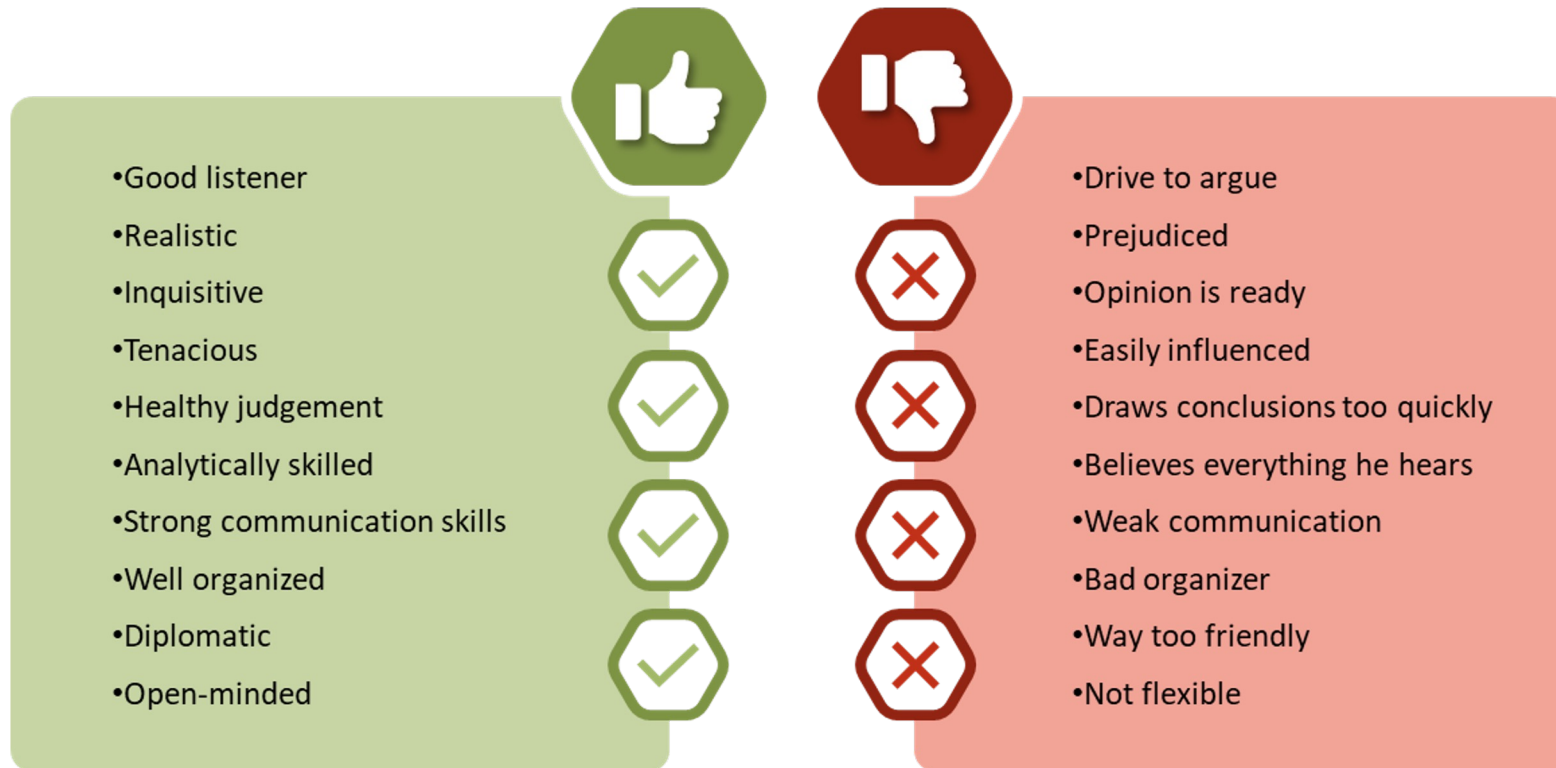 •Good listener
•Realistic
•Inquisitive
•Tenacious
•Healthy judgement
•Analytically skilled
•Strong communication skills
•Well organized
•Diplomatic
•Open-minded
•Drive to argue
•Prejudiced
•Opinion is ready
•Easily influenced
•Draws conclusions too quickly
•Believes everything he hears
•Weak communication
•Bad organizer
•Way too friendly
•Not flexible